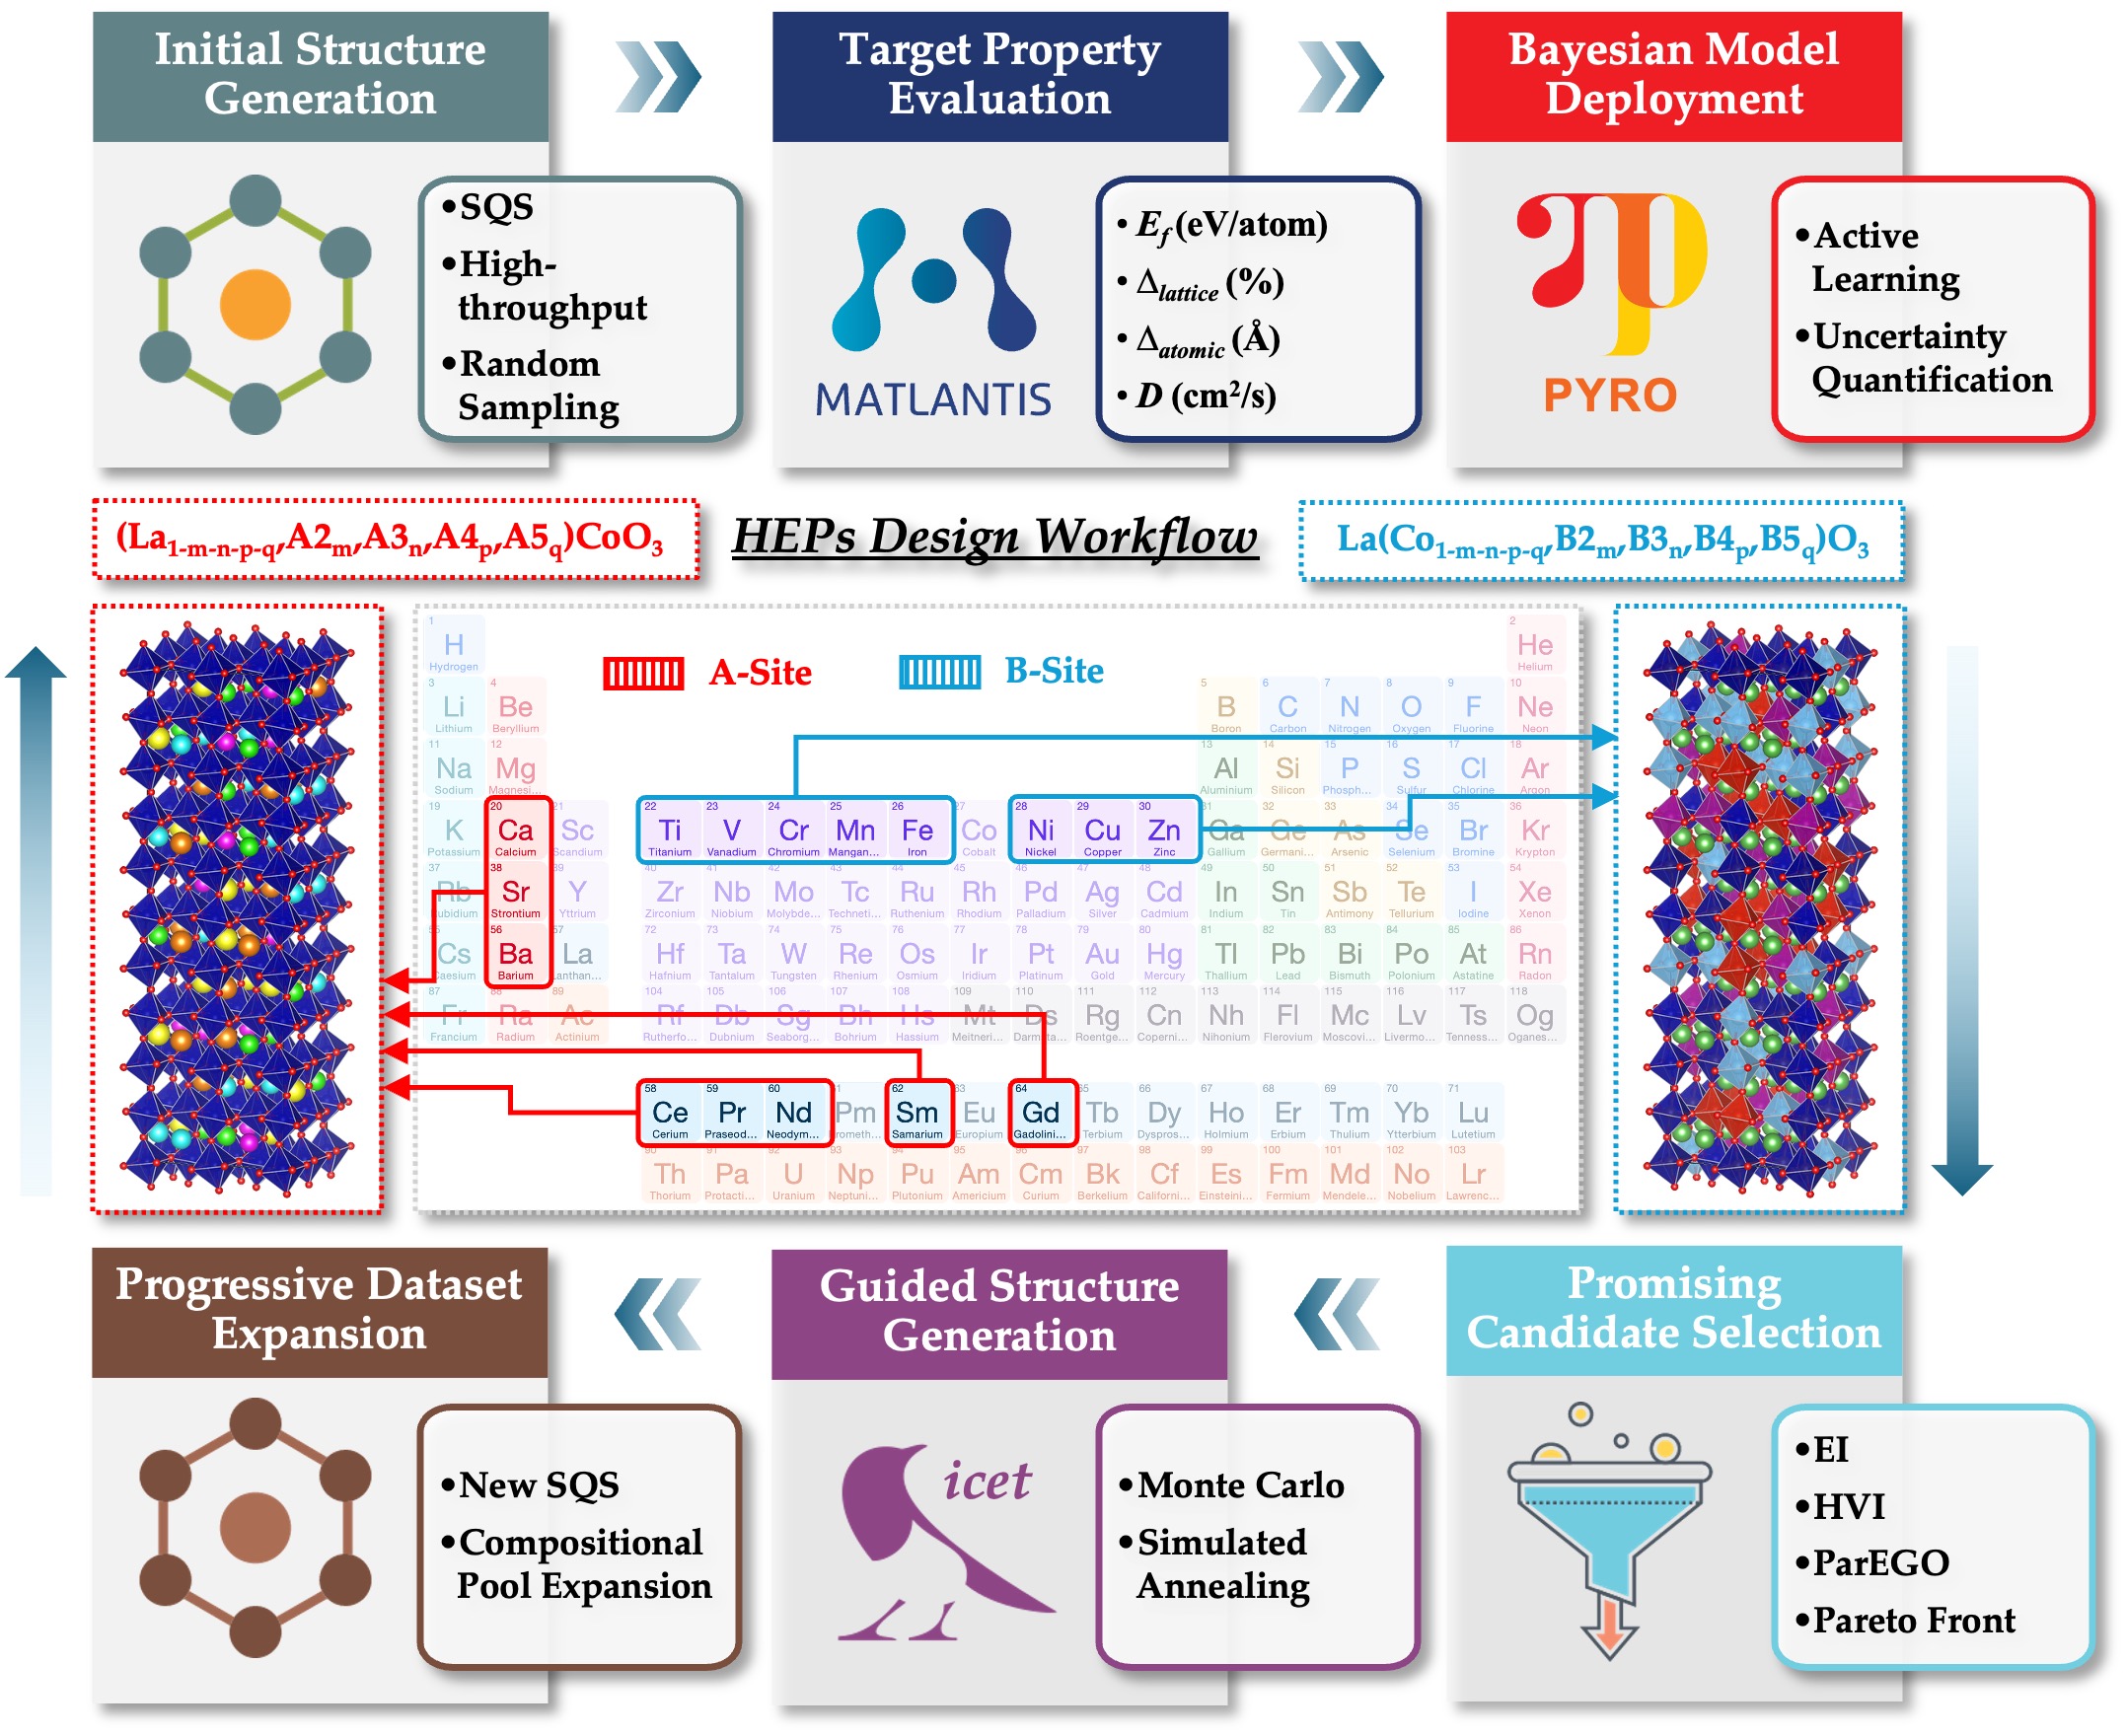 Initial Structure
Generation
Target Property
Evaluation
Bayesian Model
Deployment
•SQS
•High-
throughput
•Random
Sampling
MATLANTIS
• E_f (eV/atom)
• Δ_lattice (%)
• Δ_atomic (Å)
• D (cm²/s)
PYRO
•Active
Learning
•Uncertainty
Quantification
(La₁₋ₘ₋ₙ₋ₚ₋q,A2ₘ,A3ₙ,A4ₚ,A5q)CoO₃
HEPs Design Workflow
La(Co₁₋ₘ₋ₙ₋ₚ₋q,B2ₘ,B3ₙ,B4ₚ,B5q)O₃
A-Site
B-Site
1 2
H He
Hydrogen Helium
3 4 5 6 7 8 9 10
Li Be B C N O F Ne
Lithium Beryllium Boron Carbon Nitrogen Oxygen Fluorine Neon
11 12 13 14 15 16 17 18
Na Mg Al Si P S Cl Ar
Sodium Magnesi... Aluminium Silicon Phosph... Sulfur Chlorine Argon
19 20 21 22 23 24 25 26 27 28 29 30 31 32 33 34 35 36
K Ca Sc Ti V Cr Mn Fe Co Ni Cu Zn Ga Ge As Se Br Kr
Potassium Calcium Scandium Titanium Vanadium Chromium Mangan... Iron Cobalt Nickel Copper Zinc Gallium Germani... Arsenic Selenium Bromine Krypton
37 38 39 40 41 42 43 44 45 46 47 48 49 50 51 52 53 54
Rb Sr Y Zr Nb Mo Tc Ru Rh Pd Ag Cd In Sn Sb Te I Xe
Rubidium Strontium Yttrium Zirconium Niobium Molybde... Techneti... Ruthenium Rhodium Palladium Silver Cadmium Indium Tin Antimony Tellurium Iodine Xenon
55 56 57 72 73 74 75 76 77 78 79 80 81 82 83 84 85 86
Cs Ba La Hf Ta W Re Os Ir Pt Au Hg Tl Pb Bi Po At Rn
Caesium Barium Lanthan... Hafnium Tantalum Tungsten Rhenium Osmium Iridium Platinum Gold Mercury Thallium Lead Bismuth Polonium Astatine Radon
87 88 89 104 105 106 107 108 109 110 111 112 113 114 115 116 117 118
Fr Ra Ac Rf Db Sg Bh Hs Mt Ds Rg Cn Nh Fl Mc Lv Ts Og
Francium Radium Actinium Rutherfo... Dubnium Seaborg... Bohrium Hassium Meitneri... Darmsta... Roentge... Coperni... Nihonium Flerovium Moscovi... Livermo... Tenness... Oganes...
58 59 60 61 62 63 64 65 66 67 68 69 70 71
Ce Pr Nd Pm Sm Eu Gd Tb Dy Ho Er Tm Yb Lu
Cerium Praseod... Neodym... Prometh... Samarium Europium Gadolini... Terbium Dyspros... Holmium Erbium Thulium Ytterbium Lutetium
90 91 92 93 94 95 96 97 98 99 100 101 102 103
Th Pa U Np Pu Am Cm Bk Cf Es Fm Md No Lr
Thorium Protacti... Uranium Neptuni... Plutonium Americium Curium Berkelium Californi... Einsteini... Fermium Mendele... Nobelium Lawrenc...
Progressive Dataset
Expansion
Guided Structure
Generation
Promising
Candidate Selection
•New SQS
•Compositional
Pool Expansion
icet
•Monte Carlo
•Simulated
Annealing
•EI
•HVI
•ParEGO
•Pareto Front